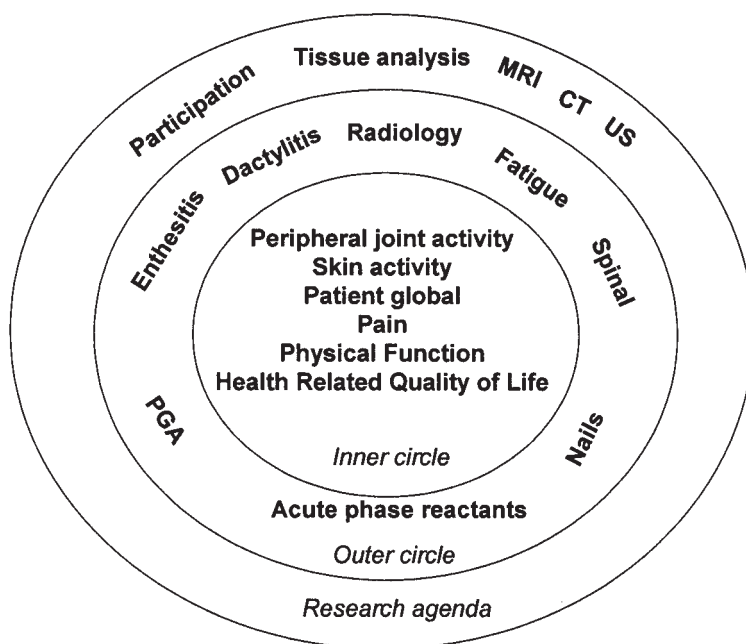 Tissue analysis
Participation
MRI
CT
US
Radiology
Dactylitis
Fatigue
Enthesitis
Spinal
Peripheral joint activity
Skin activity
Patient global
Pain
Physical Function
Health Related Quality of Life
PGA
Nails
Inner circle
Acute phase reactants
Outer circle
Research agenda